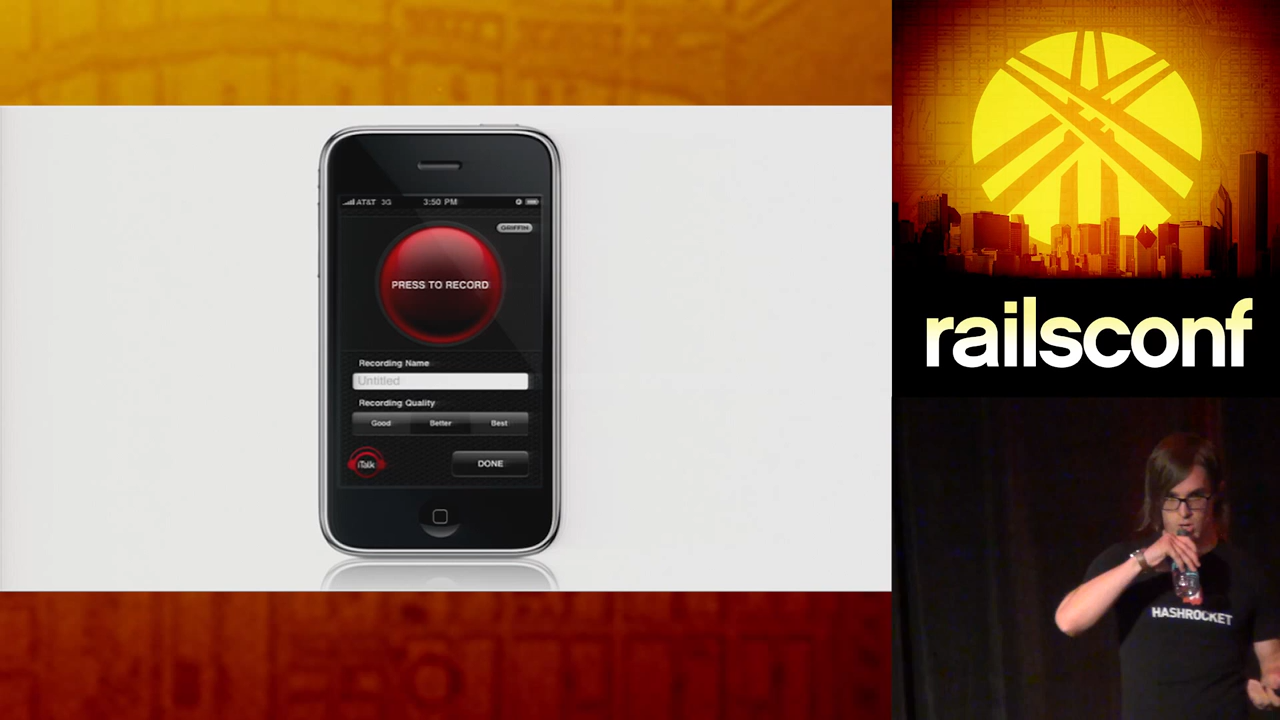 AT&T 3G 3:50 PM
GRIFFIN
PRESS TO RECORD
Recording Name
Untitled
Recording Quality
Good Better Best
iTalk
DONE
railsconf
HASHROCKET